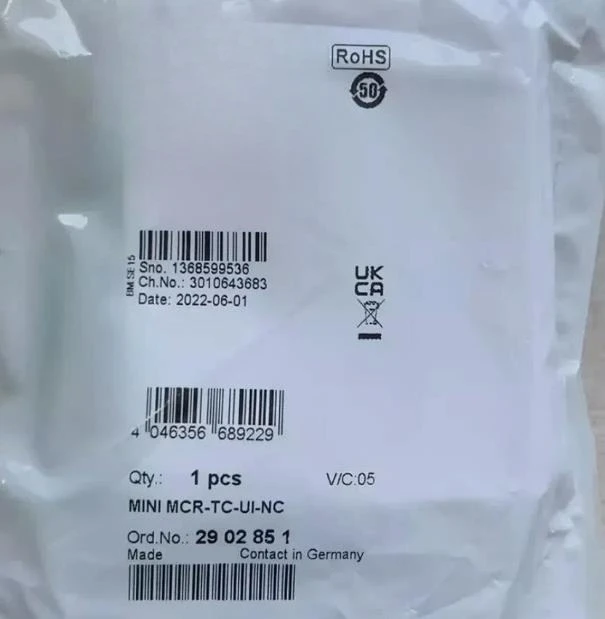 RoHS
50
BM SE 15
Sno. 1368599536
Ch.No.: 3010643683
Date: 2022-06-01
UK
CA
4 046356 689229
Qty.: 1 pcs V/C:05
MINI MCR-TC-UI-NC
Ord.No.: 29 02 85 1
Made Contact in Germany